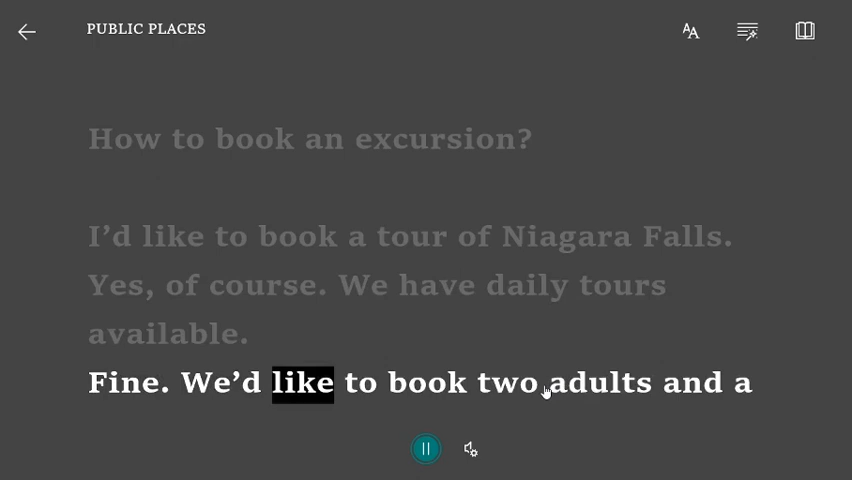 PUBLIC PLACES
How to book an excursion?
I’d like to book a tour of Niagara Falls.
Yes, of course. We have daily tours
available.
Fine. We’d like to book two adults and a